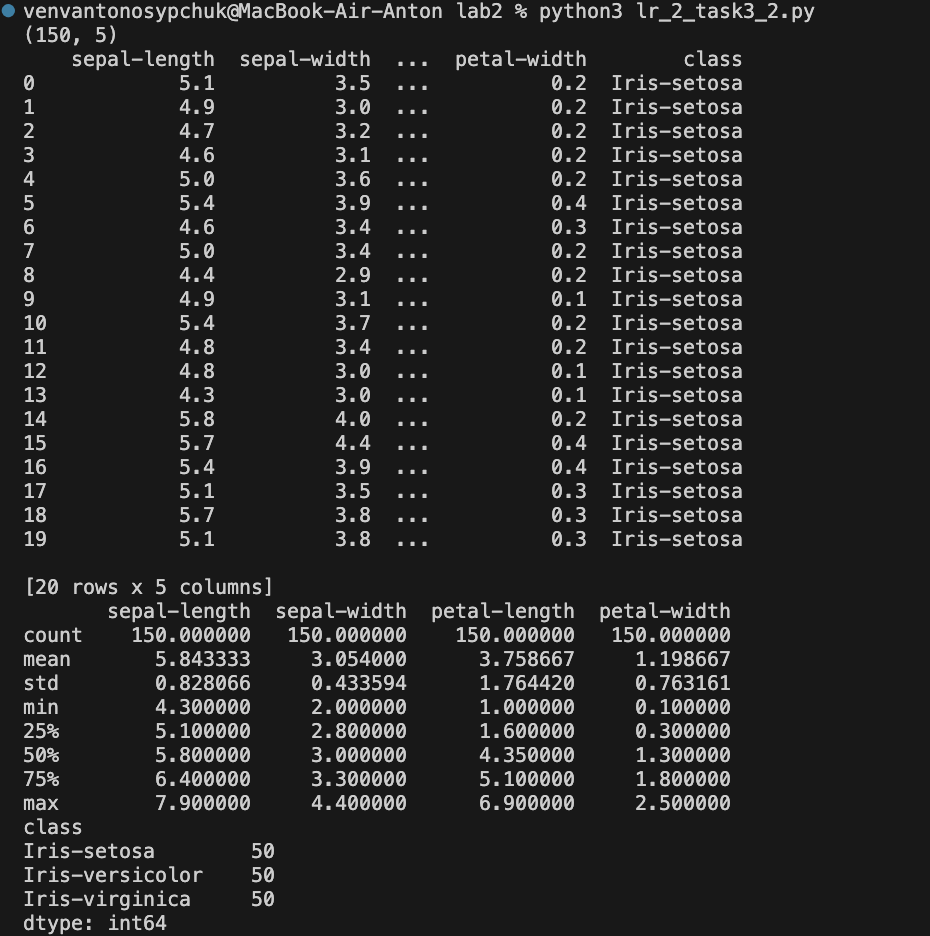 venvantonosypchuk@MacBook-Air-Anton lab2 % python3 lr_2_task3_2.py
(150, 5)
    sepal-length  sepal-width  ...  petal-width        class
0            5.1          3.5  ...          0.2  Iris-setosa
1            4.9          3.0  ...          0.2  Iris-setosa
2            4.7          3.2  ...          0.2  Iris-setosa
3            4.6          3.1  ...          0.2  Iris-setosa
4            5.0          3.6  ...          0.2  Iris-setosa
5            5.4          3.9  ...          0.4  Iris-setosa
6            4.6          3.4  ...          0.3  Iris-setosa
7            5.0          3.4  ...          0.2  Iris-setosa
8            4.4          2.9  ...          0.2  Iris-setosa
9            4.9          3.1  ...          0.1  Iris-setosa
10           5.4          3.7  ...          0.2  Iris-setosa
11           4.8          3.4  ...          0.2  Iris-setosa
12           4.8          3.0  ...          0.1  Iris-setosa
13           4.3          3.0  ...          0.1  Iris-setosa
14           5.8          4.0  ...          0.2  Iris-setosa
15           5.7          4.4  ...          0.4  Iris-setosa
16           5.4          3.9  ...          0.4  Iris-setosa
17           5.1          3.5  ...          0.3  Iris-setosa
18           5.7          3.8  ...          0.3  Iris-setosa
19           5.1          3.8  ...          0.3  Iris-setosa

[20 rows x 5 columns]
       sepal-length  sepal-width  petal-length  petal-width
count    150.000000   150.000000    150.000000   150.000000
mean       5.843333     3.054000      3.758667     1.198667
std        0.828066     0.433594      1.764420     0.763161
min        4.300000     2.000000      1.000000     0.100000
25%        5.100000     2.800000      1.600000     0.300000
50%        5.800000     3.000000      4.350000     1.300000
75%        6.400000     3.300000      5.100000     1.800000
max        7.900000     4.400000      6.900000     2.500000
class
Iris-setosa        50
Iris-versicolor    50
Iris-virginica     50
dtype: int64